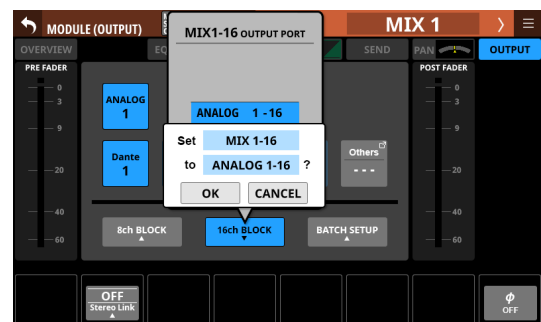 MODULE (OUTPUT)
MIX 1
OVERVIEW
EQ
SEND
PAN
OUTPUT
MIX1-16 OUTPUT PORT
PRE FADER
POST FADER
0
3
9
20
40
60
ANALOG
1
Dante
1
ANALOG 1 -16
Set MIX 1-16
to ANALOG 1-16 ?
OK CANCEL
Others
---
0
3
9
20
40
60
8ch BLOCK
16ch BLOCK
BATCH SETUP
OFF
Stereo Link
φ
OFF